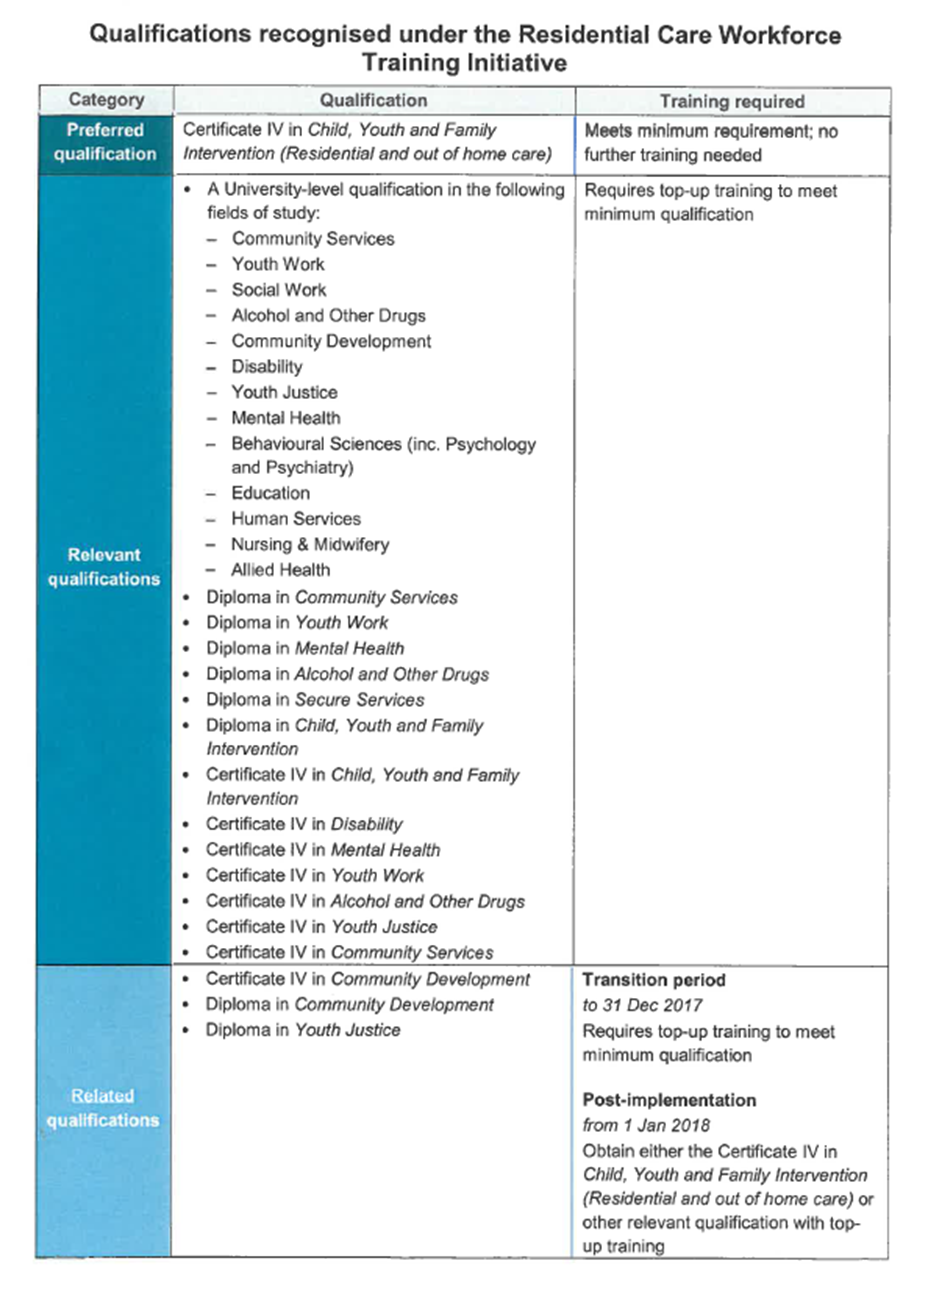 Qualifications recognised under the Residential Care Workforce
Training Initiative
Category
Qualification
Training required
Preferred
qualification
Certificate IV in Child, Youth and Family
Intervention (Residential and out of home care)
Meets minimum requirement; no
further training needed
Relevant
qualifications
• A University-level qualification in the following
fields of study:
– Community Services
– Youth Work
– Social Work
– Alcohol and Other Drugs
– Community Development
– Disability
– Youth Justice
– Mental Health
– Behavioural Sciences (inc. Psychology
and Psychiatry)
– Education
– Human Services
– Nursing & Midwifery
– Allied Health
• Diploma in Community Services
• Diploma in Youth Work
• Diploma in Mental Health
• Diploma in Alcohol and Other Drugs
• Diploma in Secure Services
• Diploma in Child, Youth and Family
Intervention
• Certificate IV in Child, Youth and Family
Intervention
• Certificate IV in Disability
• Certificate IV in Mental Health
• Certificate IV in Youth Work
• Certificate IV in Alcohol and Other Drugs
• Certificate IV in Youth Justice
• Certificate IV in Community Services
Requires top-up training to meet
minimum qualification
Related
qualifications
• Certificate IV in Community Development
• Diploma in Community Development
• Diploma in Youth Justice
Transition period
to 31 Dec 2017
Requires top-up training to meet
minimum qualification
Post-implementation
from 1 Jan 2018
Obtain either the Certificate IV in
Child, Youth and Family Intervention
(Residential and out of home care) or
other relevant qualification with top-
up training